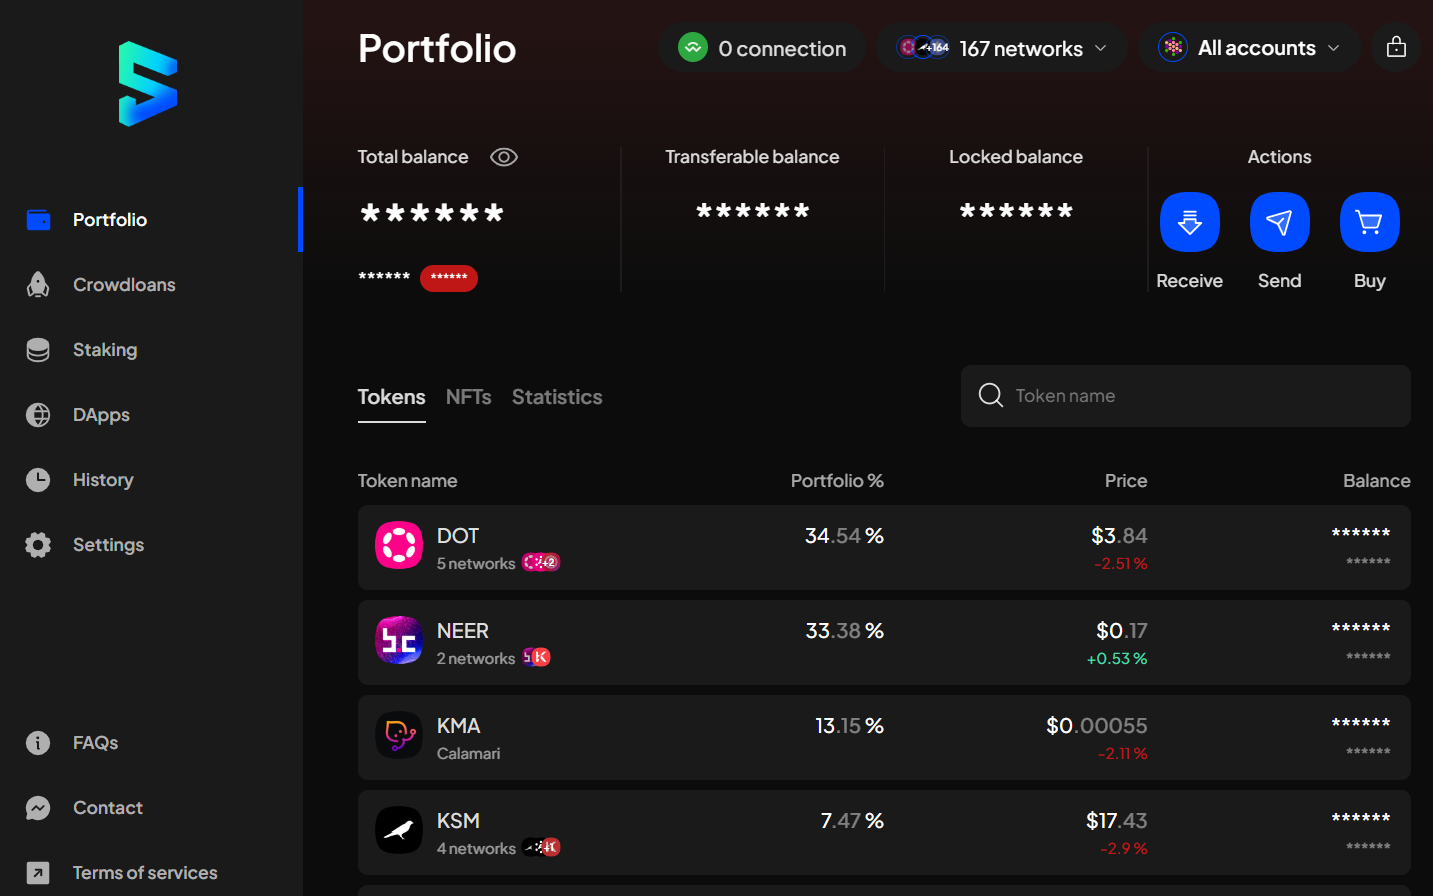 Portfolio
0 connection
+164
167 networks
All accounts
Portfolio
Crowdloans
Staking
DApps
History
Settings
FAQs
Contact
Terms of services
Total balance
******
****** ******
Transferable balance
******
Locked balance
******
Actions
Receive
Send
Buy
Tokens NFTs Statistics
Token name
Token name Portfolio % Price Balance
DOT 34.54 % $3.84 ******
5 networks +2 -2.51 % ******
NEER 33.38 % $0.17 ******
2 networks +0.53 % ******
KMA 13.15 % $0.00055 ******
Calamari -2.11 % ******
KSM 7.47 % $17.43 ******
4 networks -2.9 % ******